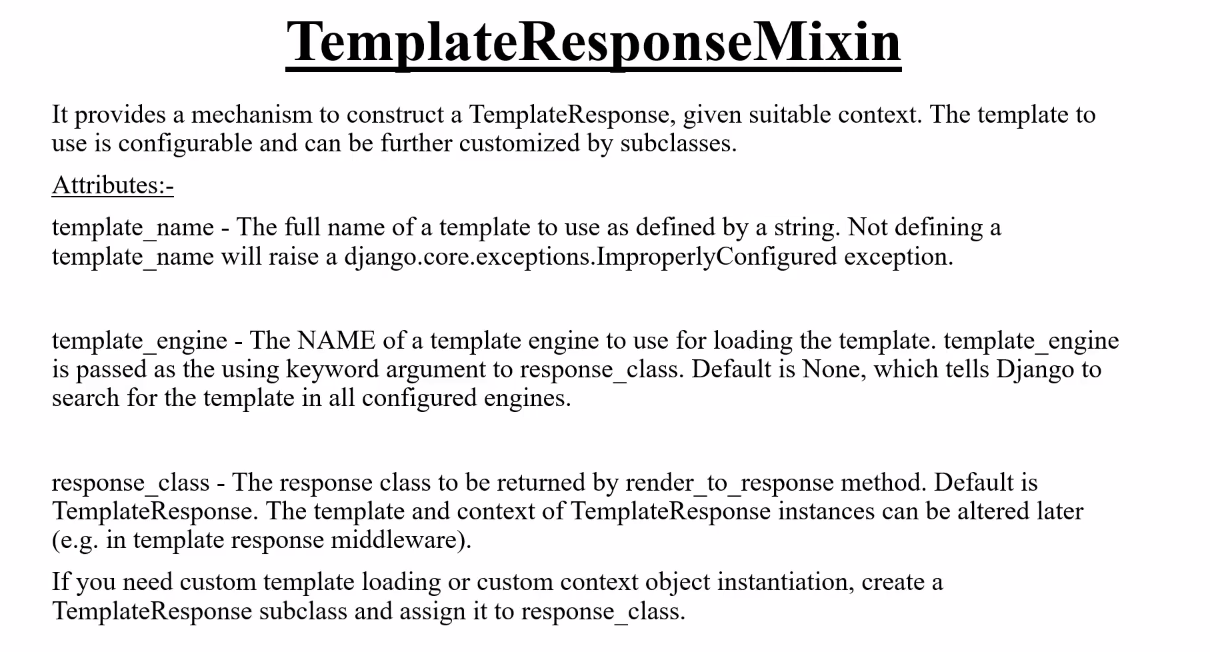 TemplateResponseMixin
It provides a mechanism to construct a TemplateResponse, given suitable context. The template to
use is configurable and can be further customized by subclasses.
Attributes:-
template_name - The full name of a template to use as defined by a string. Not defining a
template_name will raise a django.core.exceptions.ImproperlyConfigured exception.
template_engine - The NAME of a template engine to use for loading the template. template_engine
is passed as the using keyword argument to response_class. Default is None, which tells Django to
search for the template in all configured engines.
response_class - The response class to be returned by render_to_response method. Default is
TemplateResponse. The template and context of TemplateResponse instances can be altered later
(e.g. in template response middleware).
If you need custom template loading or custom context object instantiation, create a
TemplateResponse subclass and assign it to response_class.